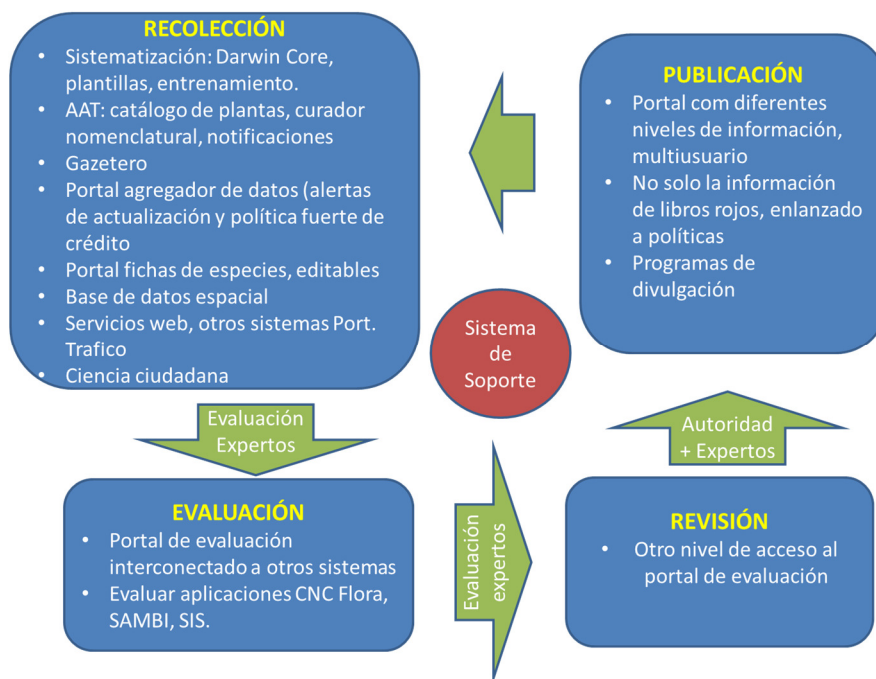 RECOLECCIÓN
• Sistematización: Darwin Core,
plantillas, entrenamiento.
• AAT: catálogo de plantas, curador
nomenclatural, notificaciones
• Gazetero
• Portal agregador de datos (alertas
de actualización y política fuerte de
crédito
• Portal fichas de especies, editables
• Base de datos espacial
• Servicios web, otros sistemas Port.
Trafico
• Ciencia ciudadana
Evaluación
Expertos
EVALUACIÓN
• Portal de evaluación
interconectado a otros sistemas
• Evaluar aplicaciones CNC Flora,
SAMBI, SIS.
Evaluación
expertos
REVISIÓN
• Otro nivel de acceso al
portal de evaluación
Autoridad
+ Expertos
PUBLICACIÓN
• Portal com diferentes
niveles de información,
multiusuario
• No solo la información
de libros rojos, enlanzado
a políticas
• Programas de
divulgación
Sistema
de
Soporte